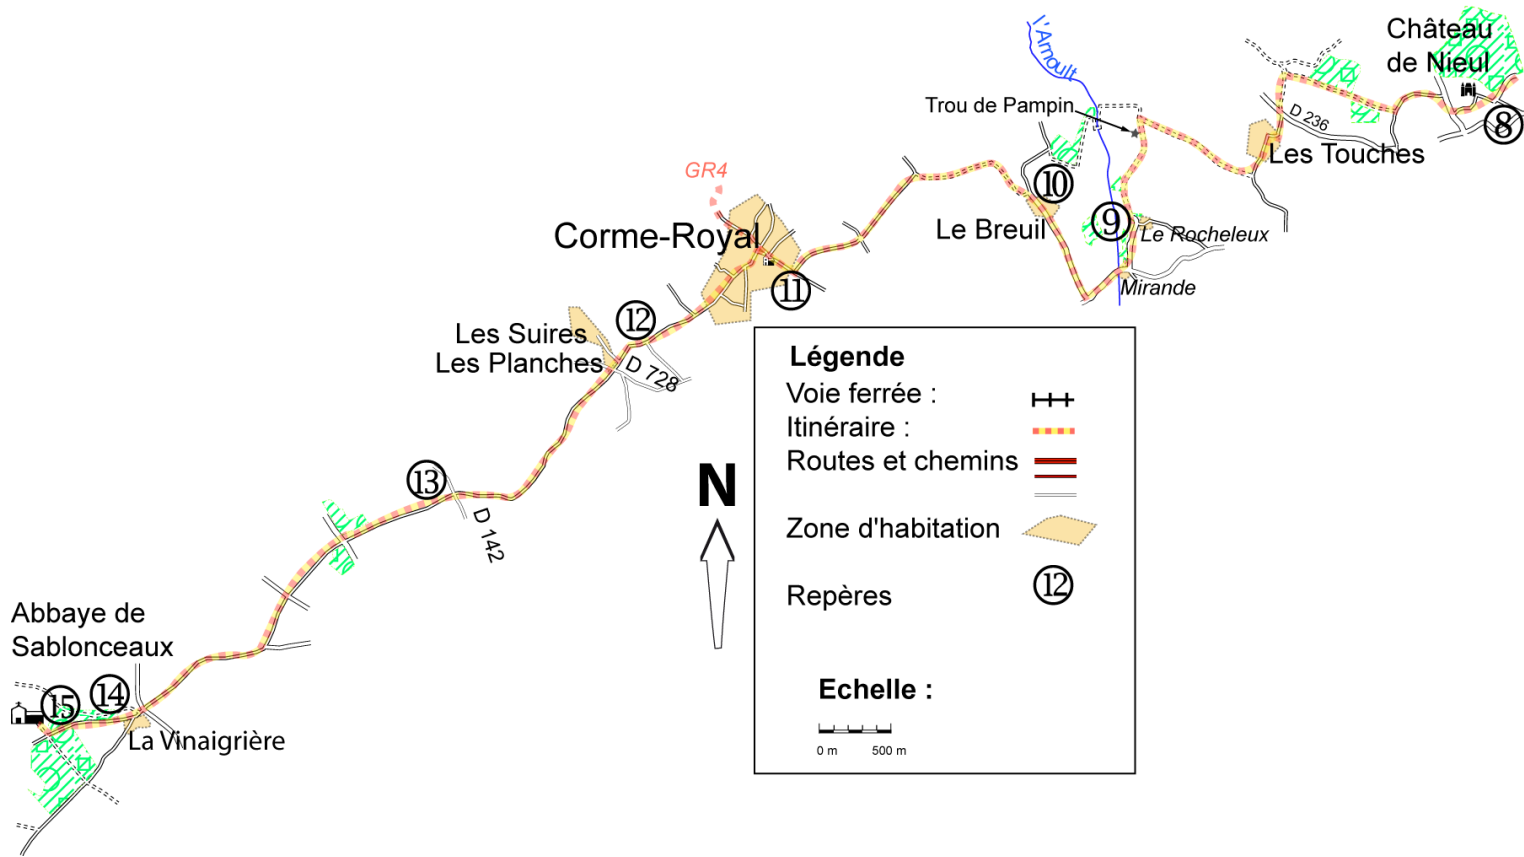 Château
de Nieul
l'Arnoult
Trou de Pampin
D 236
8
Les Touches
GR4
10
9
Le Breuil
Le Rocheleux
Corme-Royal
Mirande
11
12
Les Suires
Les Planches
D 728
Légende
Voie ferrée :
Itinéraire :
Routes et chemins
Zone d'habitation
Repères
12
Echelle :
0 m 500 m
N
13
D 142
Abbaye de
Sablonceaux
14
15
La Vinaigrière